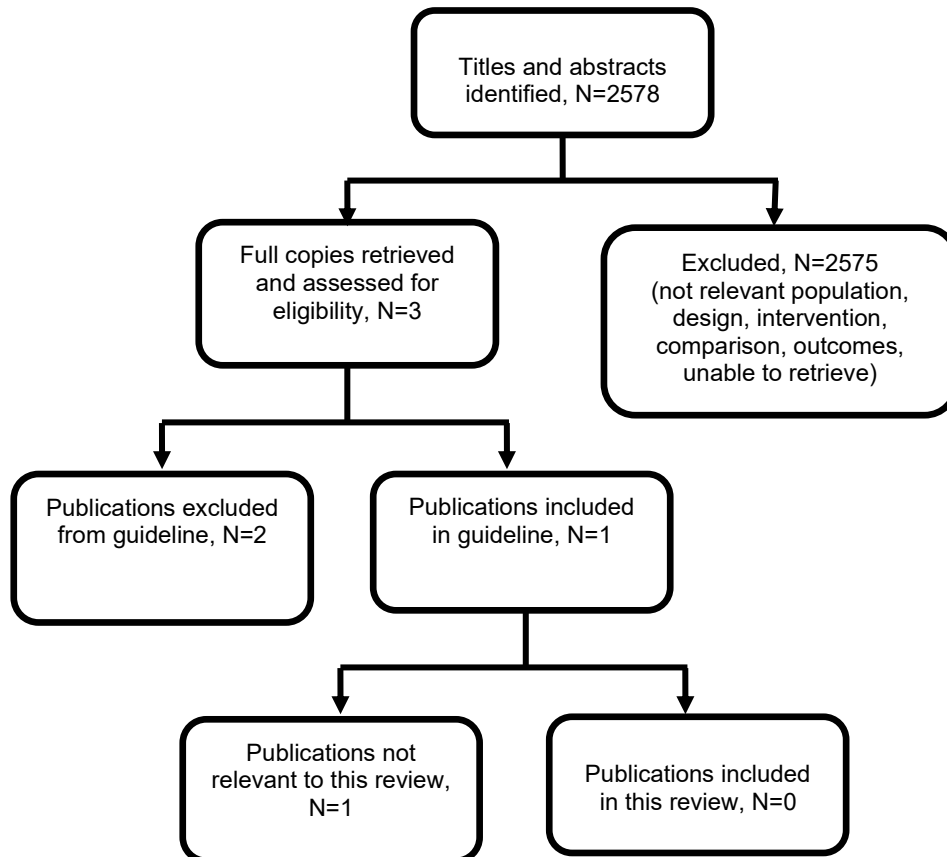 Titles and abstracts
identified, N=2578
Full copies retrieved
and assessed for
eligibility, N=3
Excluded, N=2575
(not relevant population,
design, intervention,
comparison, outcomes,
unable to retrieve)
Publications excluded
from guideline, N=2
Publications included
in guideline, N=1
Publications not
relevant to this review,
N=1
Publications included
in this review, N=0